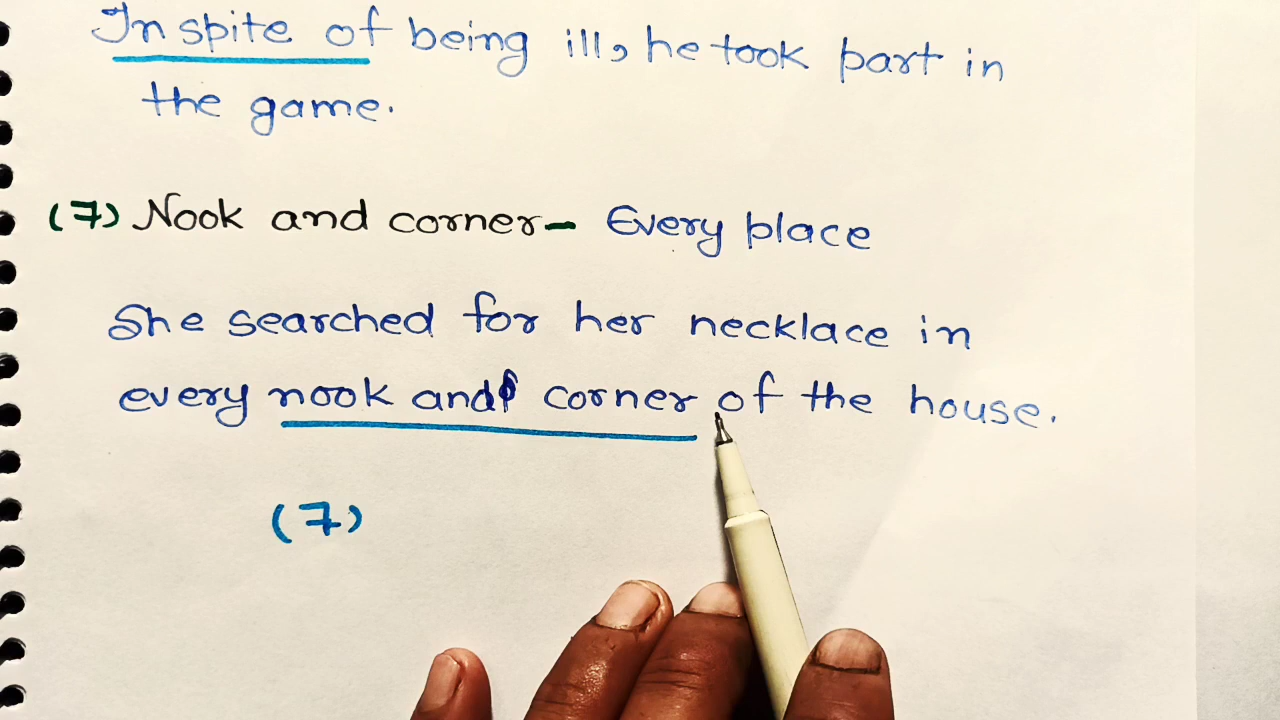 In spite of being ill, he took part in
the game.
(7) Nook and corner - Every place
She searched for her necklace in
every nook and corner of the house.
(7)